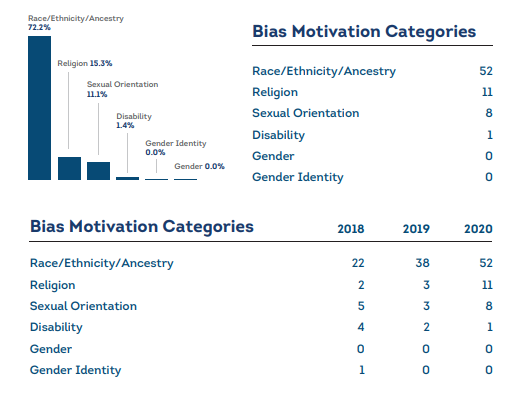 Race/Ethnicity/Ancestry
72.2%
Religion 15.3%
Sexual Orientation
11.1%
Disability
1.4%
Gender Identity
0.0%
Gender 0.0%
Bias Motivation Categories
Race/Ethnicity/Ancestry 52
Religion 11
Sexual Orientation 8
Disability 1
Gender 0
Gender Identity 0
Bias Motivation Categories 2018 2019 2020
Race/Ethnicity/Ancestry 22 38 52
Religion 2 3 11
Sexual Orientation 5 3 8
Disability 4 2 1
Gender 0 0 0
Gender Identity 1 0 0